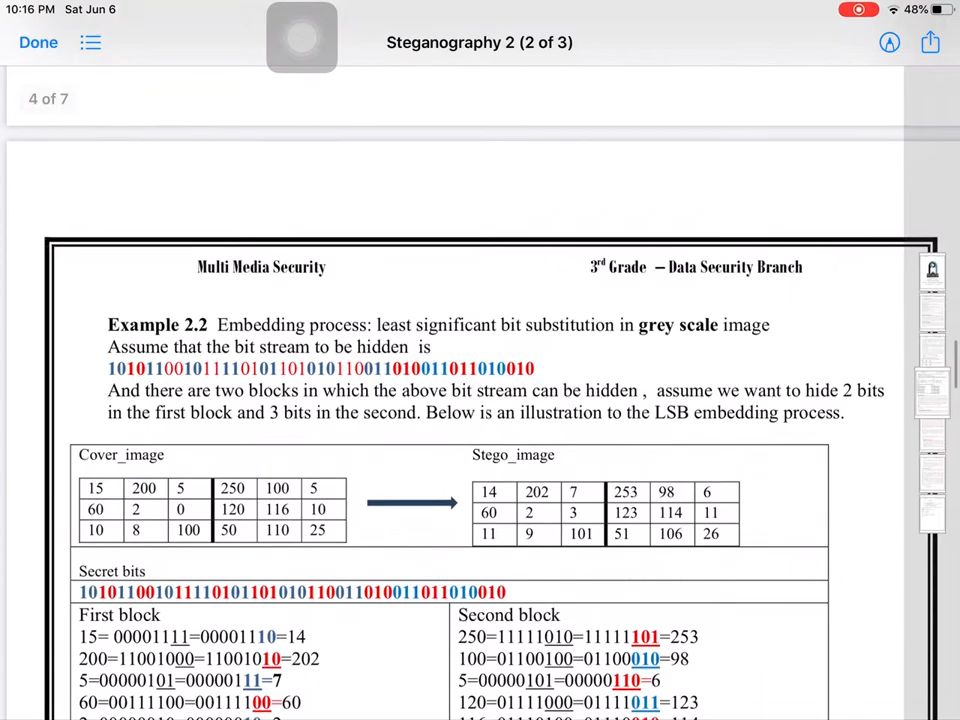 10:16 PM Sat Jun 6
48%
Done
Steganography 2 (2 of 3)
4 of 7
Multi Media Security
3rd Grade – Data Security Branch
Example 2.2 Embedding process: least significant bit substitution in grey scale image
Assume that the bit stream to be hidden is
1010110010111101011010101100110100110110100​10
And there are two blocks in which the above bit stream can be hidden , assume we want to hide 2 bits
in the first block and 3 bits in the second. Below is an illustration to the LSB embedding process.
Cover_image
Stego_image
15 200 5 250 100 5
14 202 7 253 98 6
60 2 0 120 116 10
60 2 3 123 114 11
10 8 100 50 110 25
11 9 101 51 106 26
Secret bits
101011001011110101101010110011010011011010010
First block
Second block
15= 00001111=00001110=14
250=11111010=11111101=253
200=11001000=11001010=202
100=01100100=01100010=98
5=00000101=00000111=7
5=00000101=00000110=6
60=00111100=00111100=60
120=01111000=01111011=123